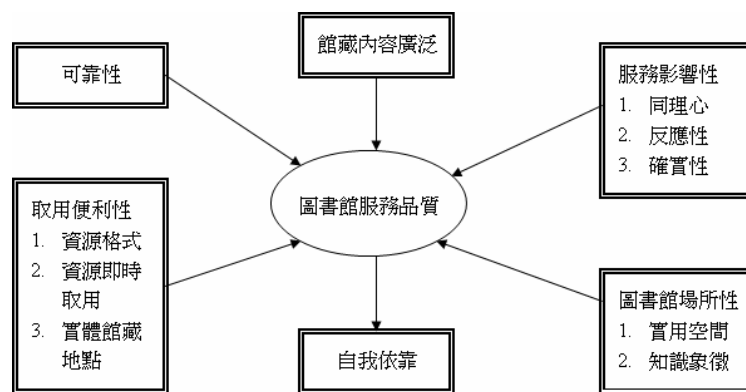 館藏內容廣泛
可靠性
服務影響性
1. 同理心
2. 反應性
3. 確實性
圖書館服務品質
取用便利性
1. 資源格式
2. 資源即時
取用
3. 實體館藏
地點
自我依靠
圖書館場所性
1. 實用空間
2. 知識象徵